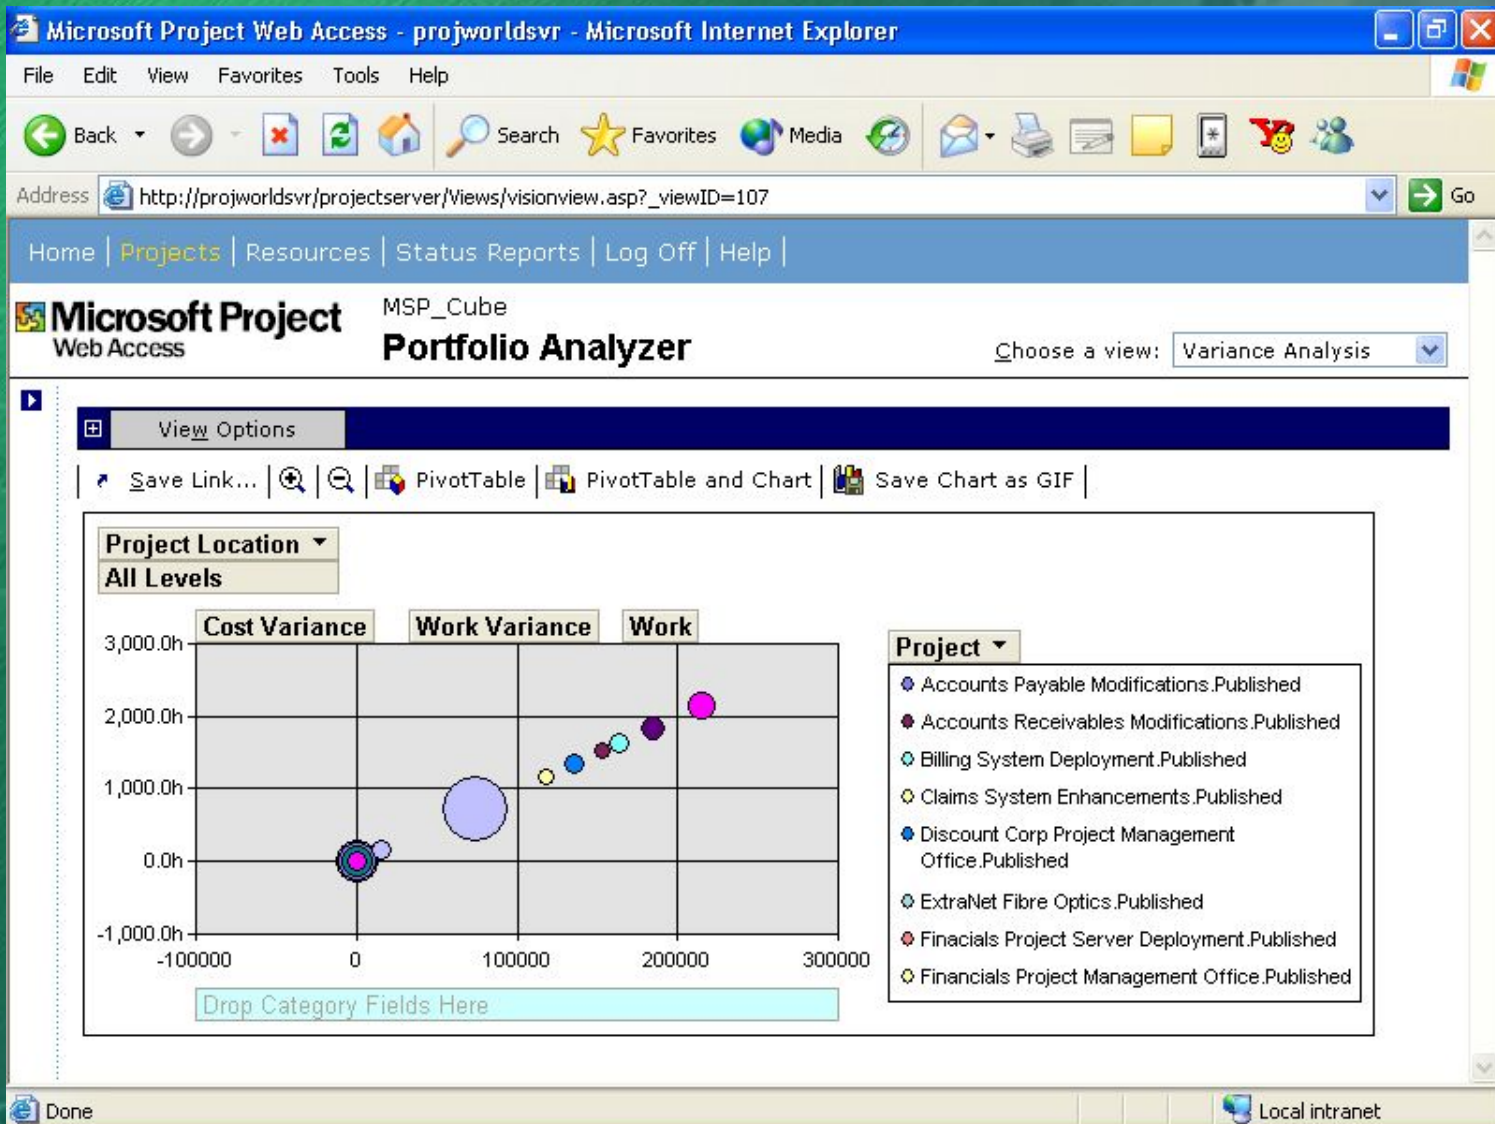 Microsoft Project Web Access - projworldsvr - Microsoft Internet Explorer
File Edit View Favorites Tools Help
Back Search Favorites Media
Address http://projworldsvr/projectserver/Views/visionview.asp?_viewID=107 Go
Home | Projects | Resources | Status Reports | Log Off | Help |
Microsoft Project
Web Access
MSP_Cube
Portfolio Analyzer
Choose a view: Variance Analysis
View Options
Save Link... PivotTable PivotTable and Chart Save Chart as GIF
Project Location
All Levels
Cost Variance Work Variance Work
3,000.0h
2,000.0h
1,000.0h
0.0h
-1,000.0h
-100000 0 100000 200000 300000
Drop Category Fields Here
Project
Accounts Payable Modifications.Published
Accounts Receivables Modifications.Published
Billing System Deployment.Published
Claims System Enhancements.Published
Discount Corp Project Management
Office.Published
ExtraNet Fibre Optics.Published
Finacials Project Server Deployment.Published
Financials Project Management Office.Published
Done Local intranet